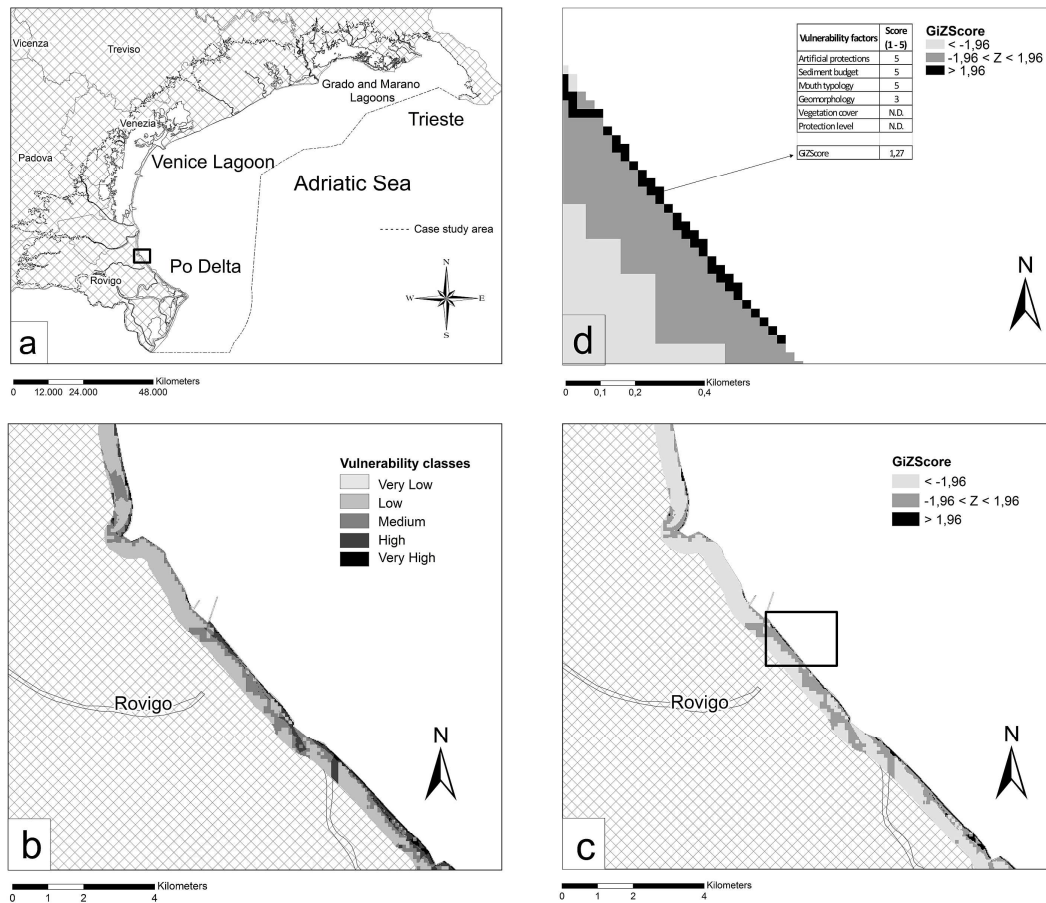 Vicenza
Treviso
Grado and Marano
Lagoons
Venezia
Trieste
Padova
Venice Lagoon
Adriatic Sea
Case study area
Po Delta
Rovigo
N
W
E
S
a
Kilometers
0 12.000 24.000 48.000
Vulnerability factors Score (1 - 5)
Artificial protections 5
Sediment budget 5
Mouth typology 5
Geomorphology 3
Vegetation cover N.D.
Protection level N.D.
GiZScore 1,27
GiZScore
< -1,96
-1,96 < Z < 1,96
> 1,96
N
d
Kilometers
0 0,1 0,2 0,4
Vulnerability classes
Very Low
Low
Medium
High
Very High
Rovigo
N
b
Kilometers
0 1 2 4
GiZScore
< -1,96
-1,96 < Z < 1,96
> 1,96
Rovigo
N
c
Kilometers
0 1 2 4